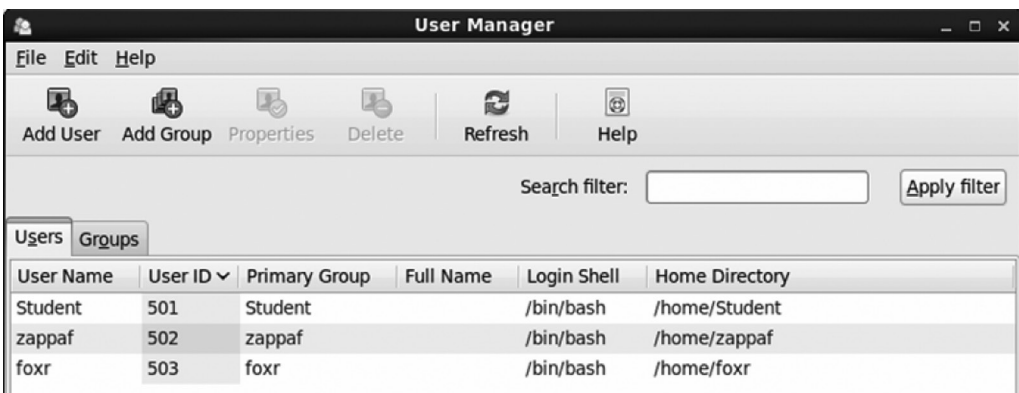 User Manager
File Edit Help
Add User Add Group Properties Delete Refresh Help
Search filter: Apply filter
Users Groups
User Name User ID Primary Group Full Name Login Shell Home Directory
Student 501 Student /bin/bash /home/Student
zappaf 502 zappaf /bin/bash /home/zappaf
foxr 503 foxr /bin/bash /home/foxr